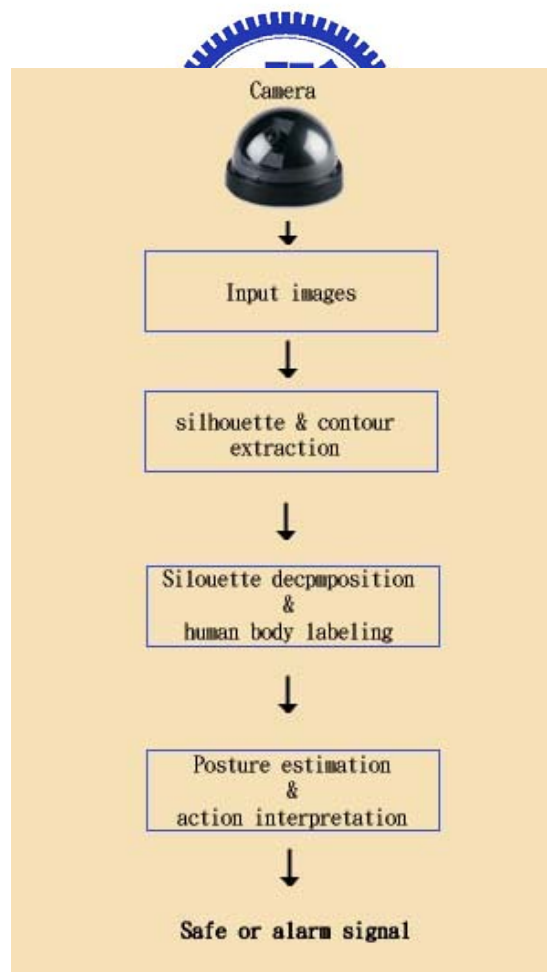 Camera
Input images
silhouette & contour
extraction
Silouette decpmposition
&
human body labeling
Posture estimation
&
action interpretation
Safe or alarm signal